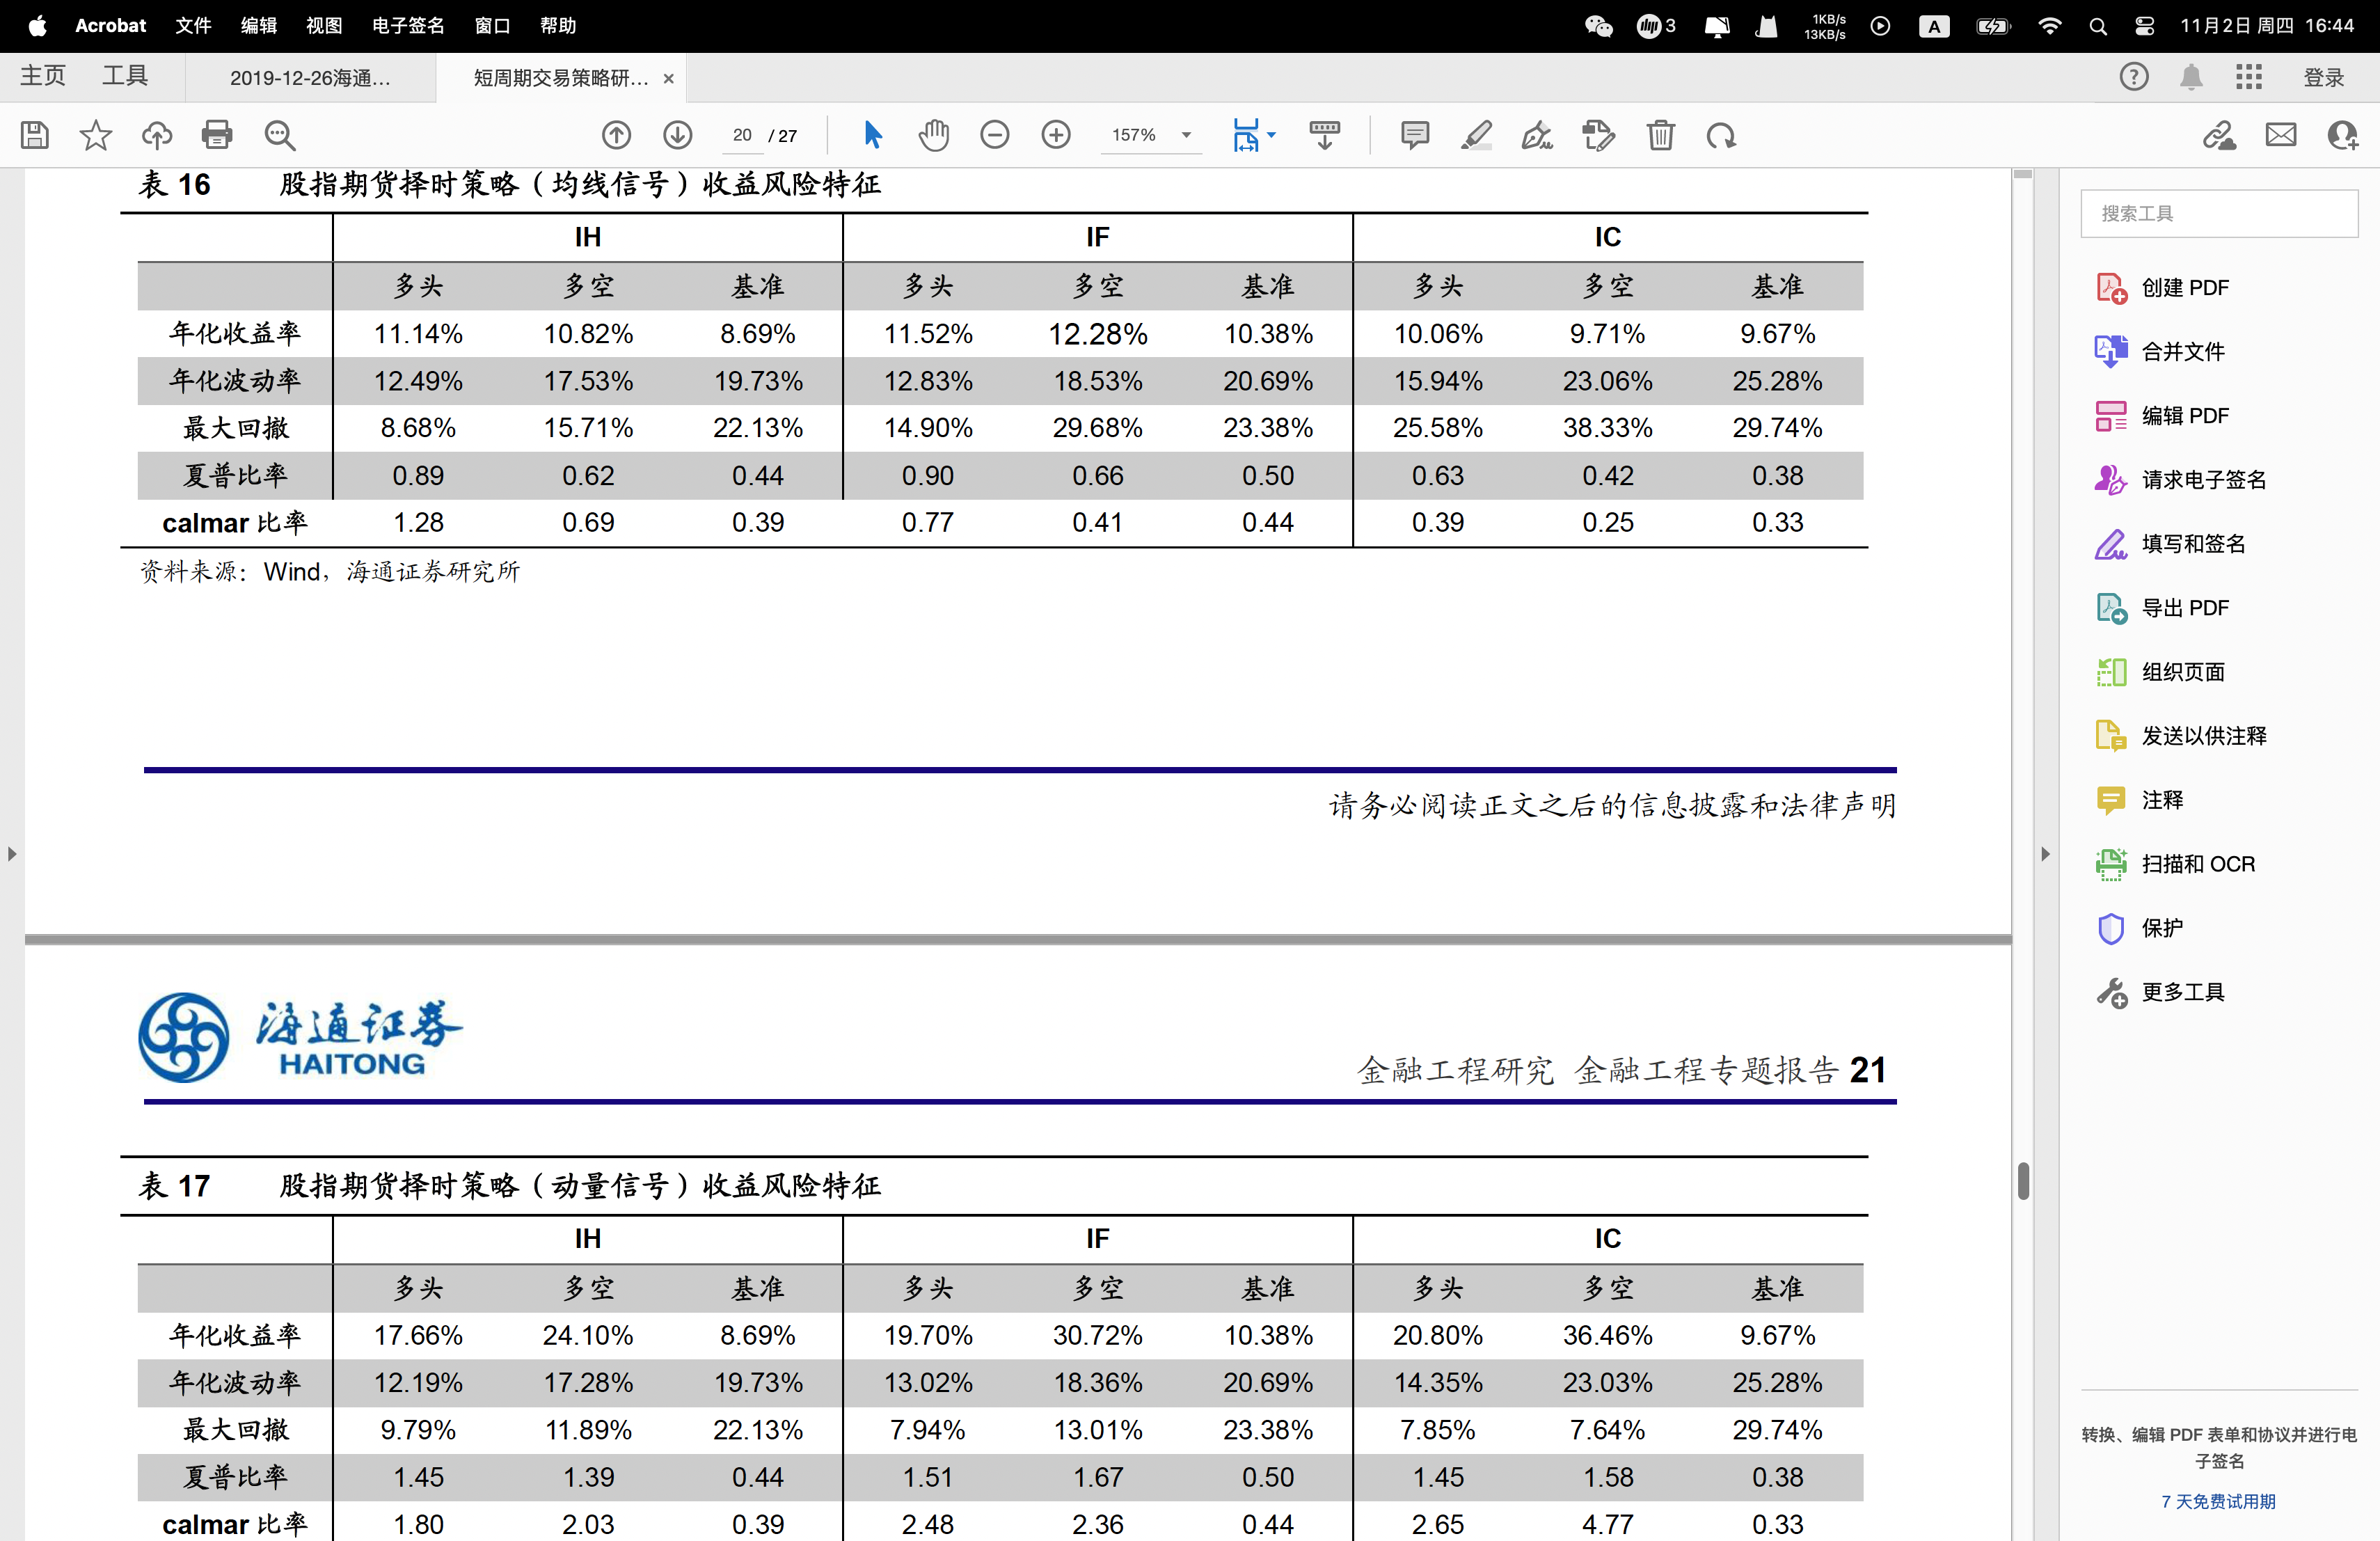 Acrobat 文件 编辑 视图 电子签名 窗口 帮助 3 1KB/s 13KB/s A 11月2日 周四 16:44
主页 工具 2019-12-26海通... 短周期交易策略研... × 登录
20 / 27 157%
表 16 股指期货择时策略（均线信号）收益风险特征
IH IF IC
多头 多空 基准 多头 多空 基准 多头 多空 基准
年化收益率 11.14% 10.82% 8.69% 11.52% 12.28% 10.38% 10.06% 9.71% 9.67%
年化波动率 12.49% 17.53% 19.73% 12.83% 18.53% 20.69% 15.94% 23.06% 25.28%
最大回撤 8.68% 15.71% 22.13% 14.90% 29.68% 23.38% 25.58% 38.33% 29.74%
夏普比率 0.89 0.62 0.44 0.90 0.66 0.50 0.63 0.42 0.38
calmar 比率 1.28 0.69 0.39 0.77 0.41 0.44 0.39 0.25 0.33
资料来源：Wind，海通证券研究所
请务必阅读正文之后的信息披露和法律声明
海通证券
HAITONG
金融工程研究 金融工程专题报告 21
表 17 股指期货择时策略（动量信号）收益风险特征
IH IF IC
多头 多空 基准 多头 多空 基准 多头 多空 基准
年化收益率 17.66% 24.10% 8.69% 19.70% 30.72% 10.38% 20.80% 36.46% 9.67%
年化波动率 12.19% 17.28% 19.73% 13.02% 18.36% 20.69% 14.35% 23.03% 25.28%
最大回撤 9.79% 11.89% 22.13% 7.94% 13.01% 23.38% 7.85% 7.64% 29.74%
夏普比率 1.45 1.39 0.44 1.51 1.67 0.50 1.45 1.58 0.38
calmar 比率 1.80 2.03 0.39 2.48 2.36 0.44 2.65 4.77 0.33
搜索工具
创建 PDF
合并文件
编辑 PDF
请求电子签名
填写和签名
导出 PDF
组织页面
发送以供注释
注释
扫描和 OCR
保护
更多工具
转换、编辑 PDF 表单和协议并进行电
子签名
7 天免费试用期